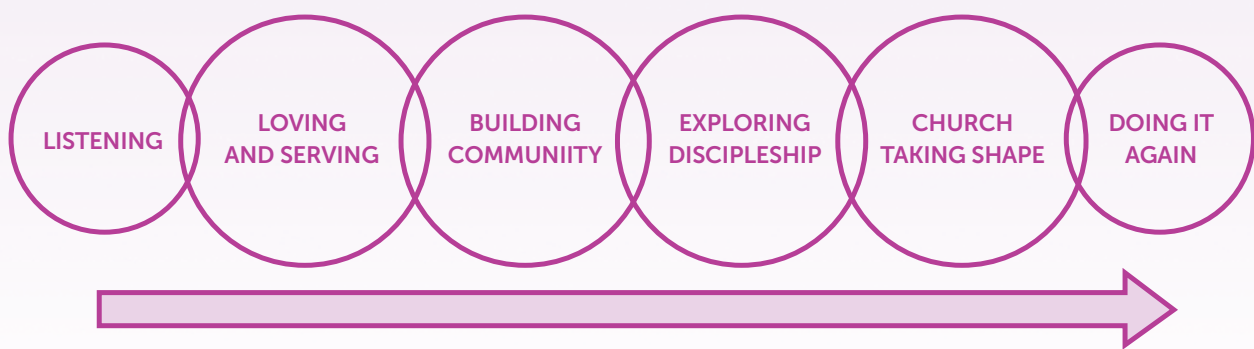 LISTENING
LOVING
AND SERVING
BUILDING
COMMUNIITY
EXPLORING
DISCIPLESHIP
CHURCH
TAKING SHAPE
DOING IT
AGAIN